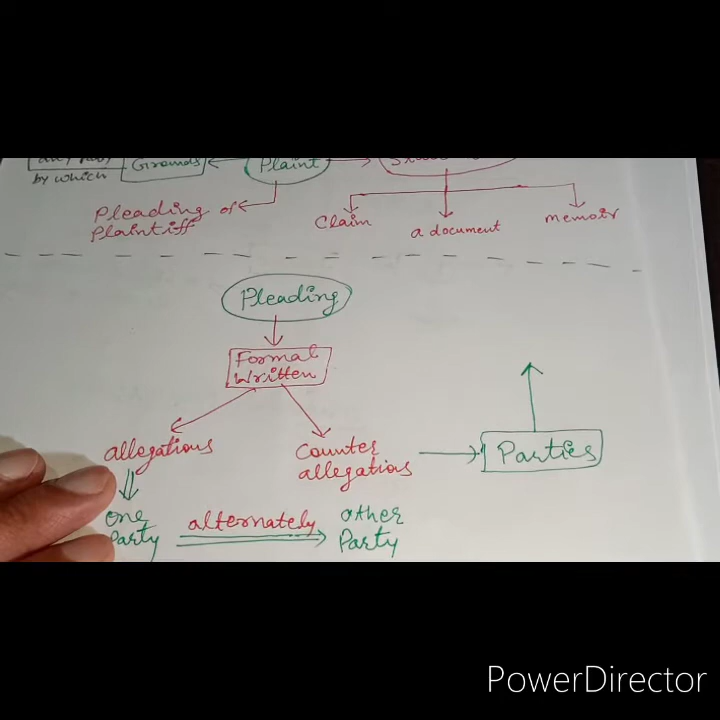 Grounds
Plaint
by which
Pleading of
Plaintiff
Claim
a document
memoir
Pleading
Formal
Written
allegations
Counter
allegations
Parties
One
Party
alternately
other
Party
PowerDirector